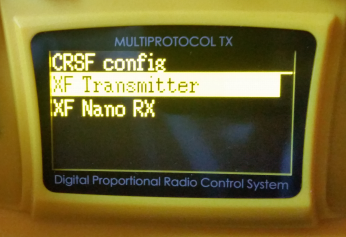 MULTIPROTOCOL TX
CRSF config
XF Transmitter
XF Nano RX
Digital Proportional Radio Control System